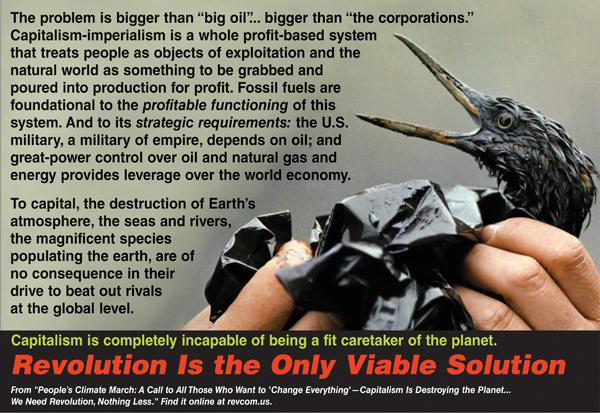 The problem is bigger than “big oil”... bigger than “the corporations.”
Capitalism-imperialism is a whole profit-based system
that treats people as objects of exploitation and the
natural world as something to be grabbed and
poured into production for profit. Fossil fuels are
foundational to the profitable functioning of this
system. And to its strategic requirements: the U.S.
military, a military of empire, depends on oil; and
great-power control over oil and natural gas and
energy provides leverage over the world economy.
To capital, the destruction of Earth’s
atmosphere, the seas and rivers,
the magnificent species
populating the earth, are of
no consequence in their
drive to beat out rivals
at the global level.
Capitalism is completely incapable of being a fit caretaker of the planet.
Revolution Is the Only Viable Solution
From "People's Climate March: A Call to All Those Who Want to 'Change Everything'—Capitalism Is Destroying the Planet...
We Need Revolution, Nothing Less." Find it online at revcom.us.